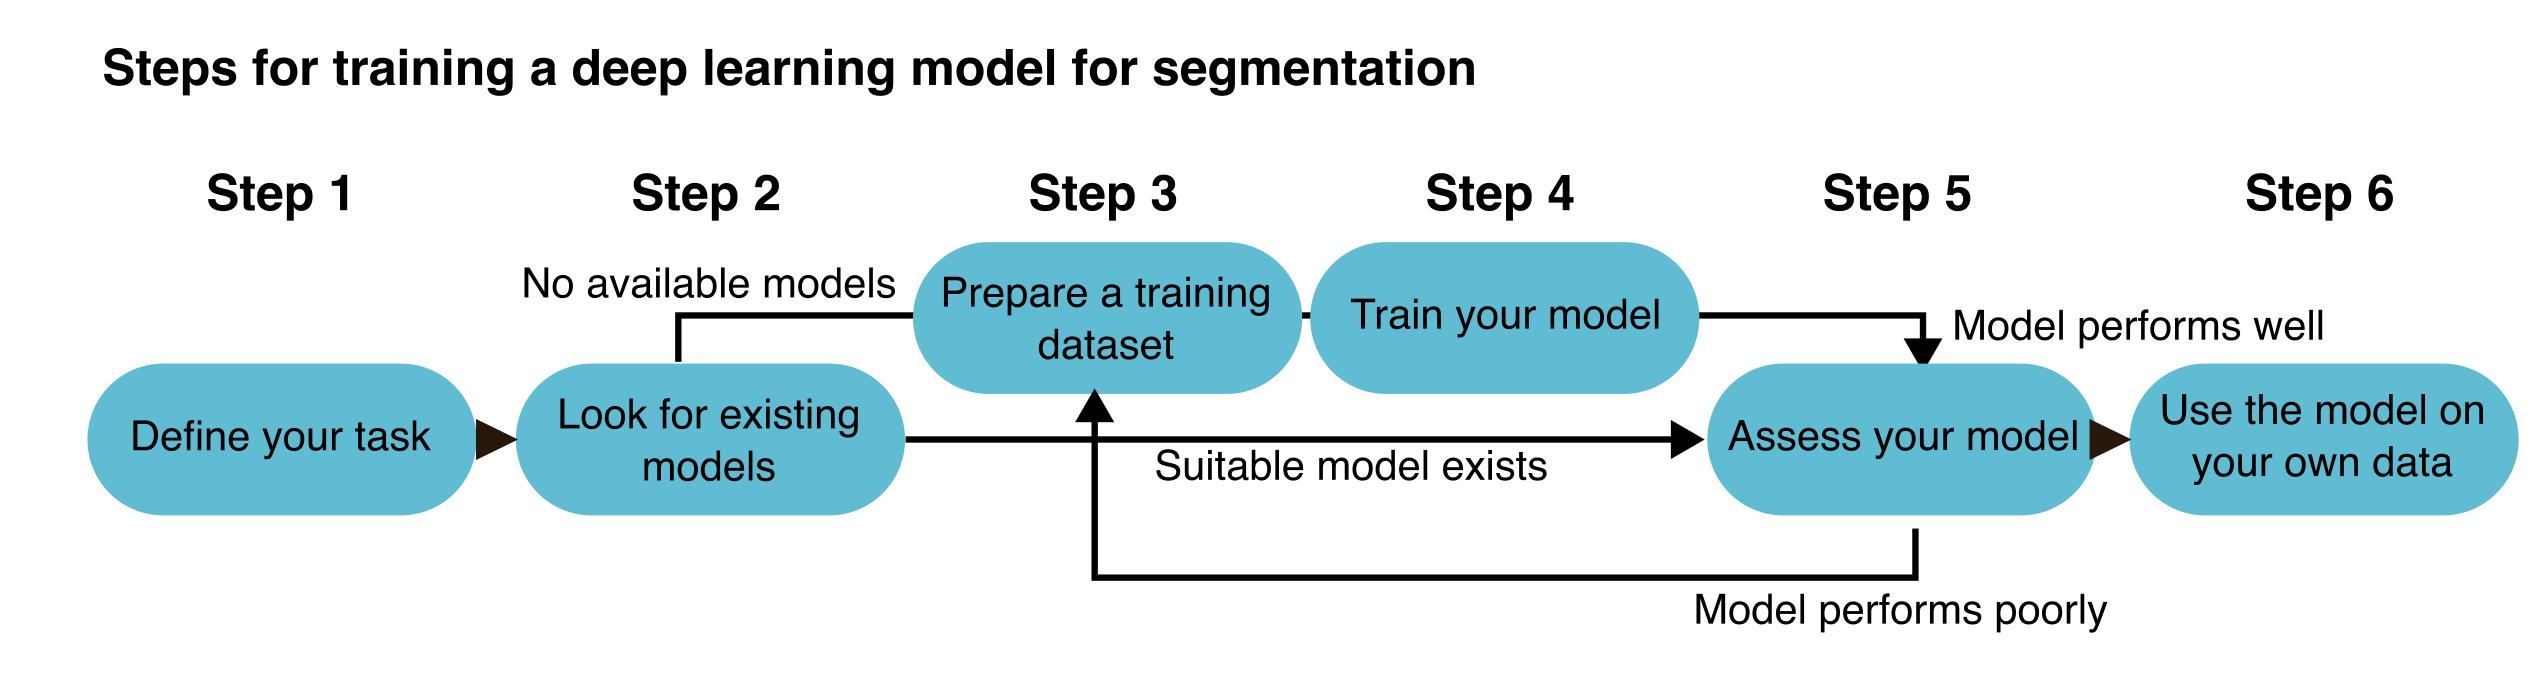 Steps for training a deep learning model for segmentation
Step 1
Step 2
Step 3
Step 4
Step 5
Step 6
No available models
Prepare a training
dataset
Train your model
Model performs well
Define your task
Look for existing
models
Suitable model exists
Assess your model
Use the model on
your own data
Model performs poorly